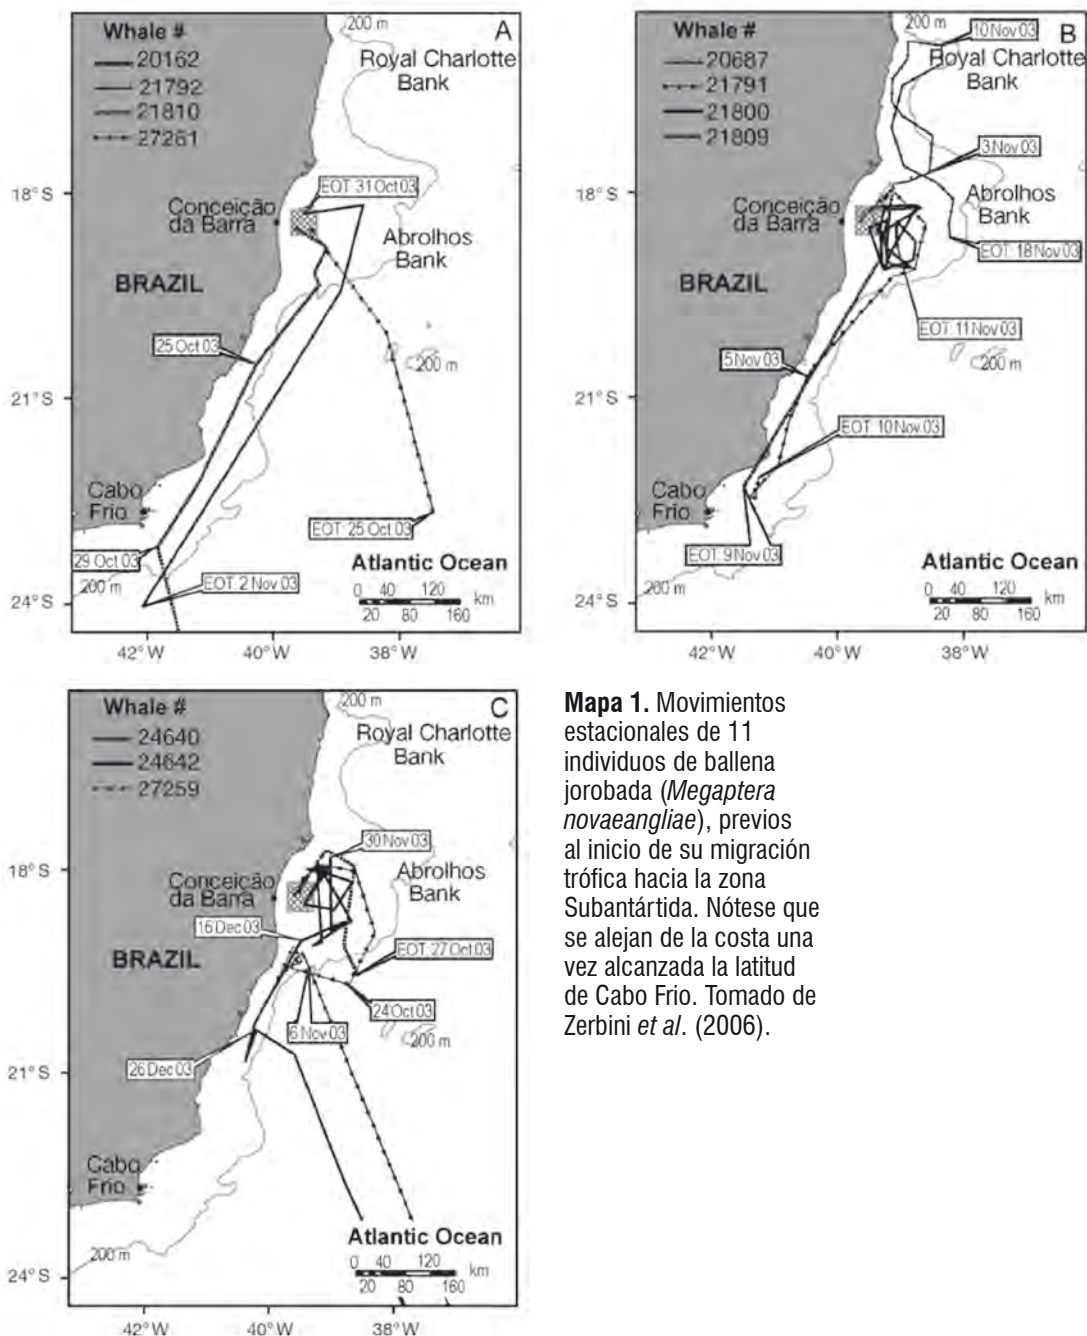 200 m
A
Whale #
20162
21792
21810
27261
Royal Charlotte
Bank
18°S
EOT: 31 Oct 03
Conceição
da Barra
Abrolhos
Bank
BRAZIL
25 Oct 03
200 m
21°S
Cabo
Frio
EOT: 25 Oct 03
29 Oct 03
Atlantic Ocean
200 m
EOT: 2 Nov 03
0 40 80 120
km
20 60 100 160
24°S
42°W 40°W 38°W
200 m
10 Nov 03
B
Whale #
20687
21791
21800
21809
Royal Charlotte
Bank
3 Nov 03
18°S
Conceição
da Barra
Abrolhos
Bank
EOT: 18 Nov 03
BRAZIL
EOT: 11 Nov 03
5 Nov 03
200 m
21°S
EOT: 10 Nov 03
Cabo
Frio
EOT: 9 Nov 03
Atlantic Ocean
200 m
0 40 80 120
km
20 60 100 160
24°S
42°W 40°W 38°W
200 m
C
Whale #
24640
24642
27259
Royal Charlotte
Bank
30 Nov 03
18°S
Conceição
da Barra
Abrolhos
Bank
16 Dec 03
BRAZIL
EOT: 27 Oct 03
24 Oct 03
6 Nov 03
200 m
26 Dec 03
21°S
Cabo
Frio
Atlantic Ocean
200 m
0 40 120
km
20 80 160
24°S
42°W 40°W 38°W
Mapa 1. Movimientos
estacionales de 11
individuos de ballena
jorobada (Megaptera
novaeangliae), previos
al inicio de su migración
trófica hacia la zona
Subantártida. Nótese que
se alejan de la costa una
vez alcanzada la latitud
de Cabo Frio. Tomado de
Zerbini et al. (2006).